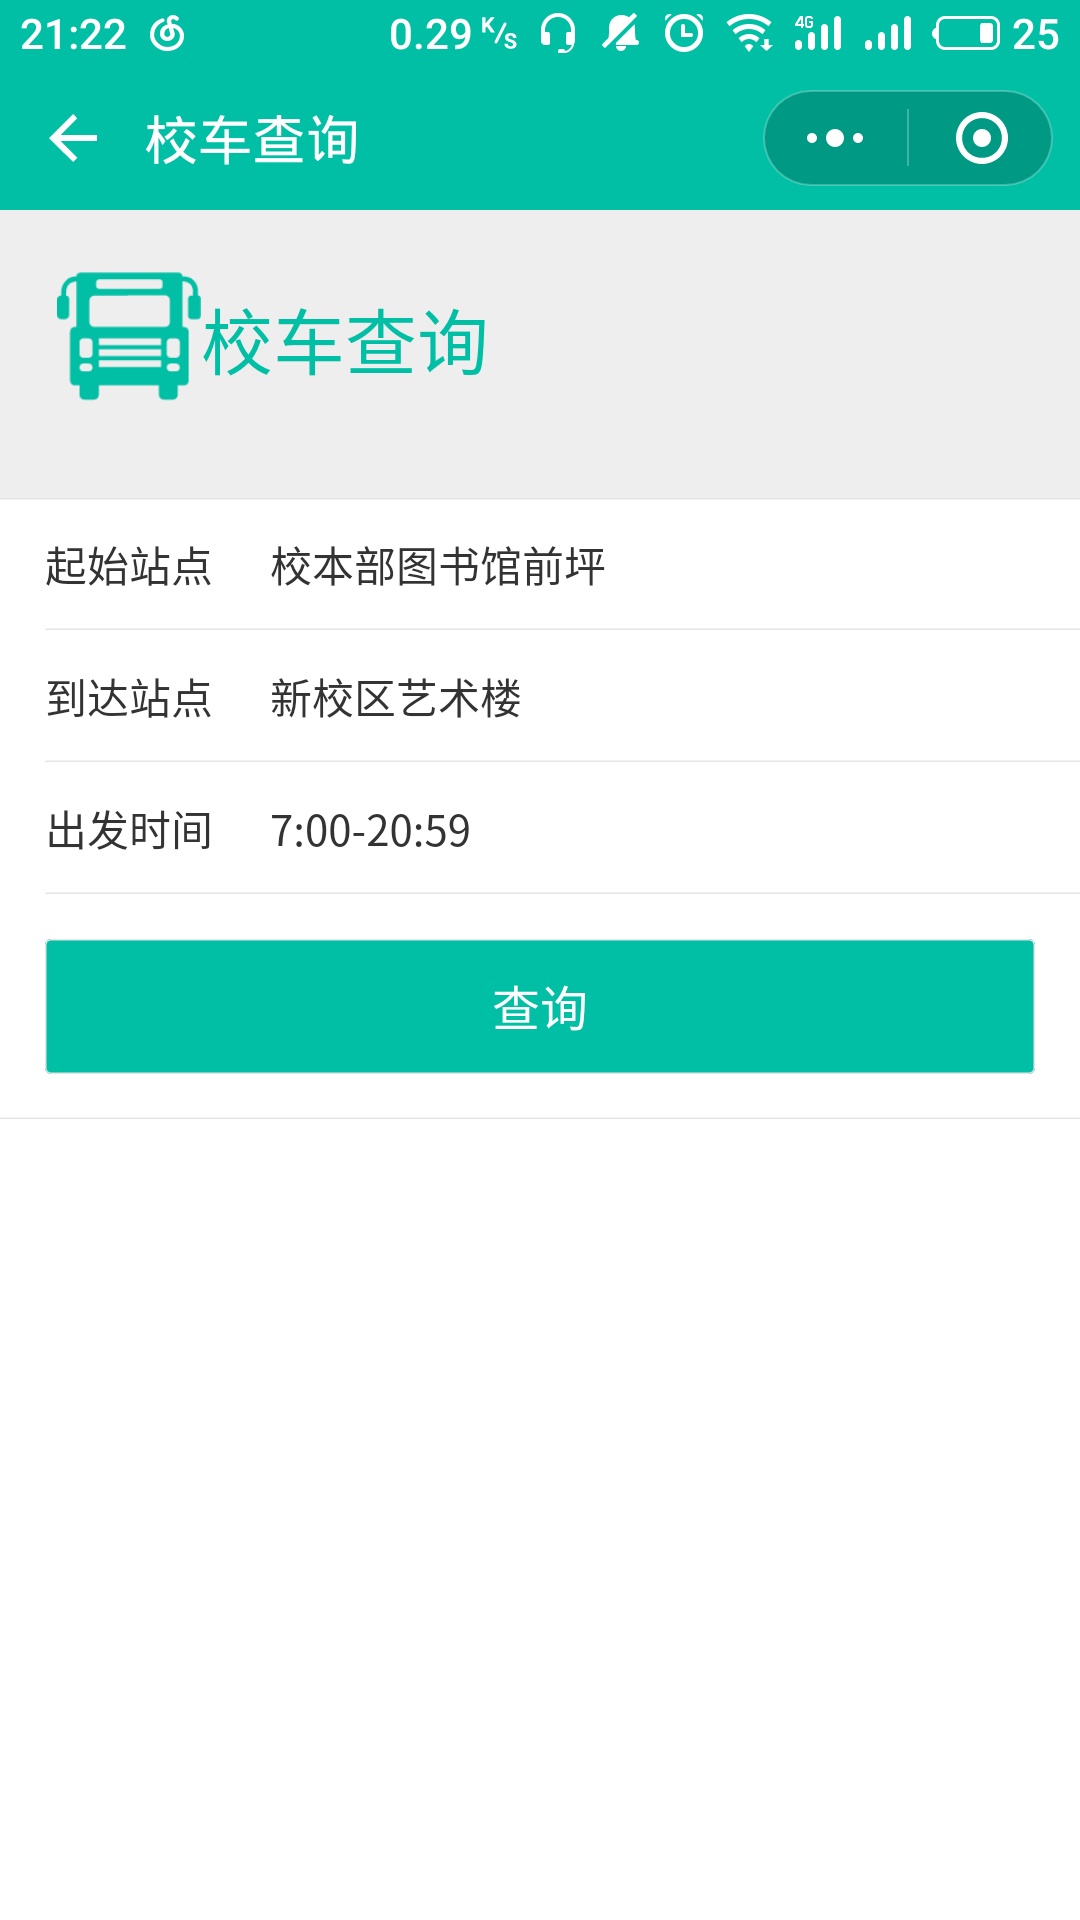 21:22 0.29 K/s 4G 25
校车查询
校车查询
起始站点 校本部图书馆前坪
到达站点 新校区艺术楼
出发时间 7:00-20:59
查询